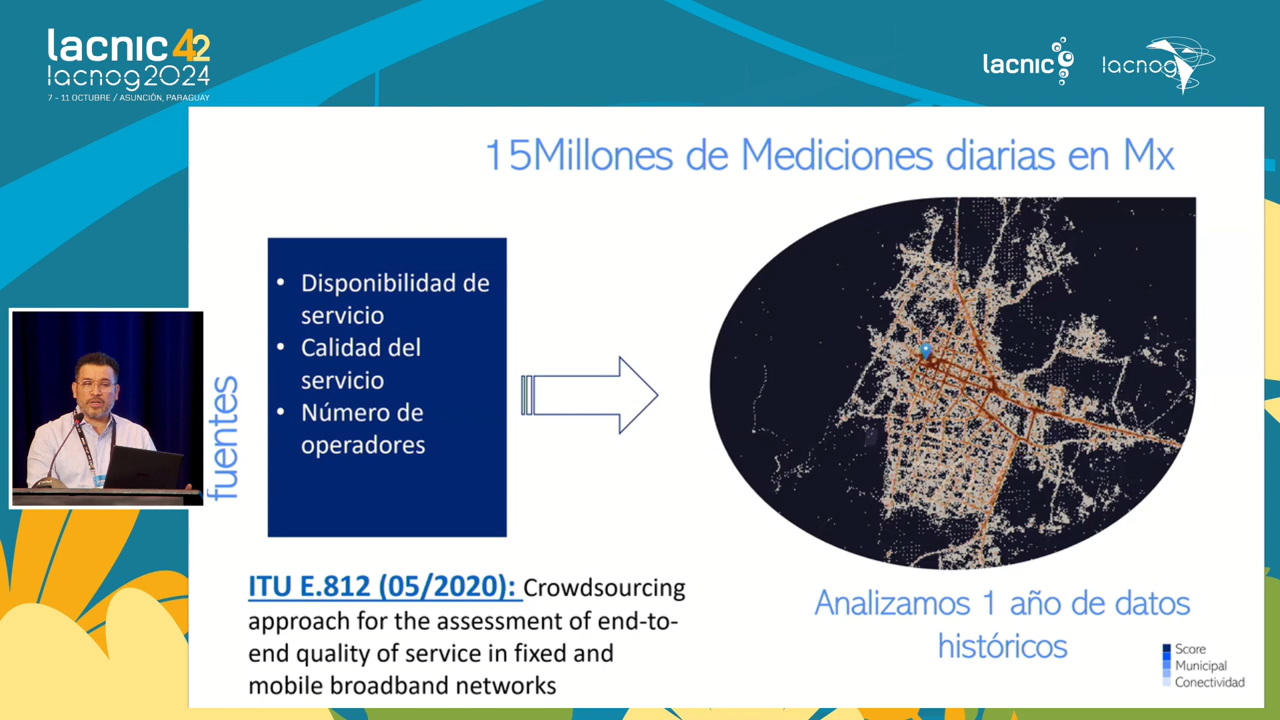 lacnic 42
lacnog2024
7 - 11 OCTUBRE / ASUNCIÓN, PARAGUAY
lacnic
lacnog
15Millones de Mediciones diarias en Mx
fuentes
• Disponibilidad de
servicio
• Calidad del
servicio
• Número de
operadores
ITU E.812 (05/2020): Crowdsourcing
approach for the assessment of end-to-
end quality of service in fixed and
mobile broadband networks
Analizamos 1 año de datos
históricos
Score
Municipal
Conectividad